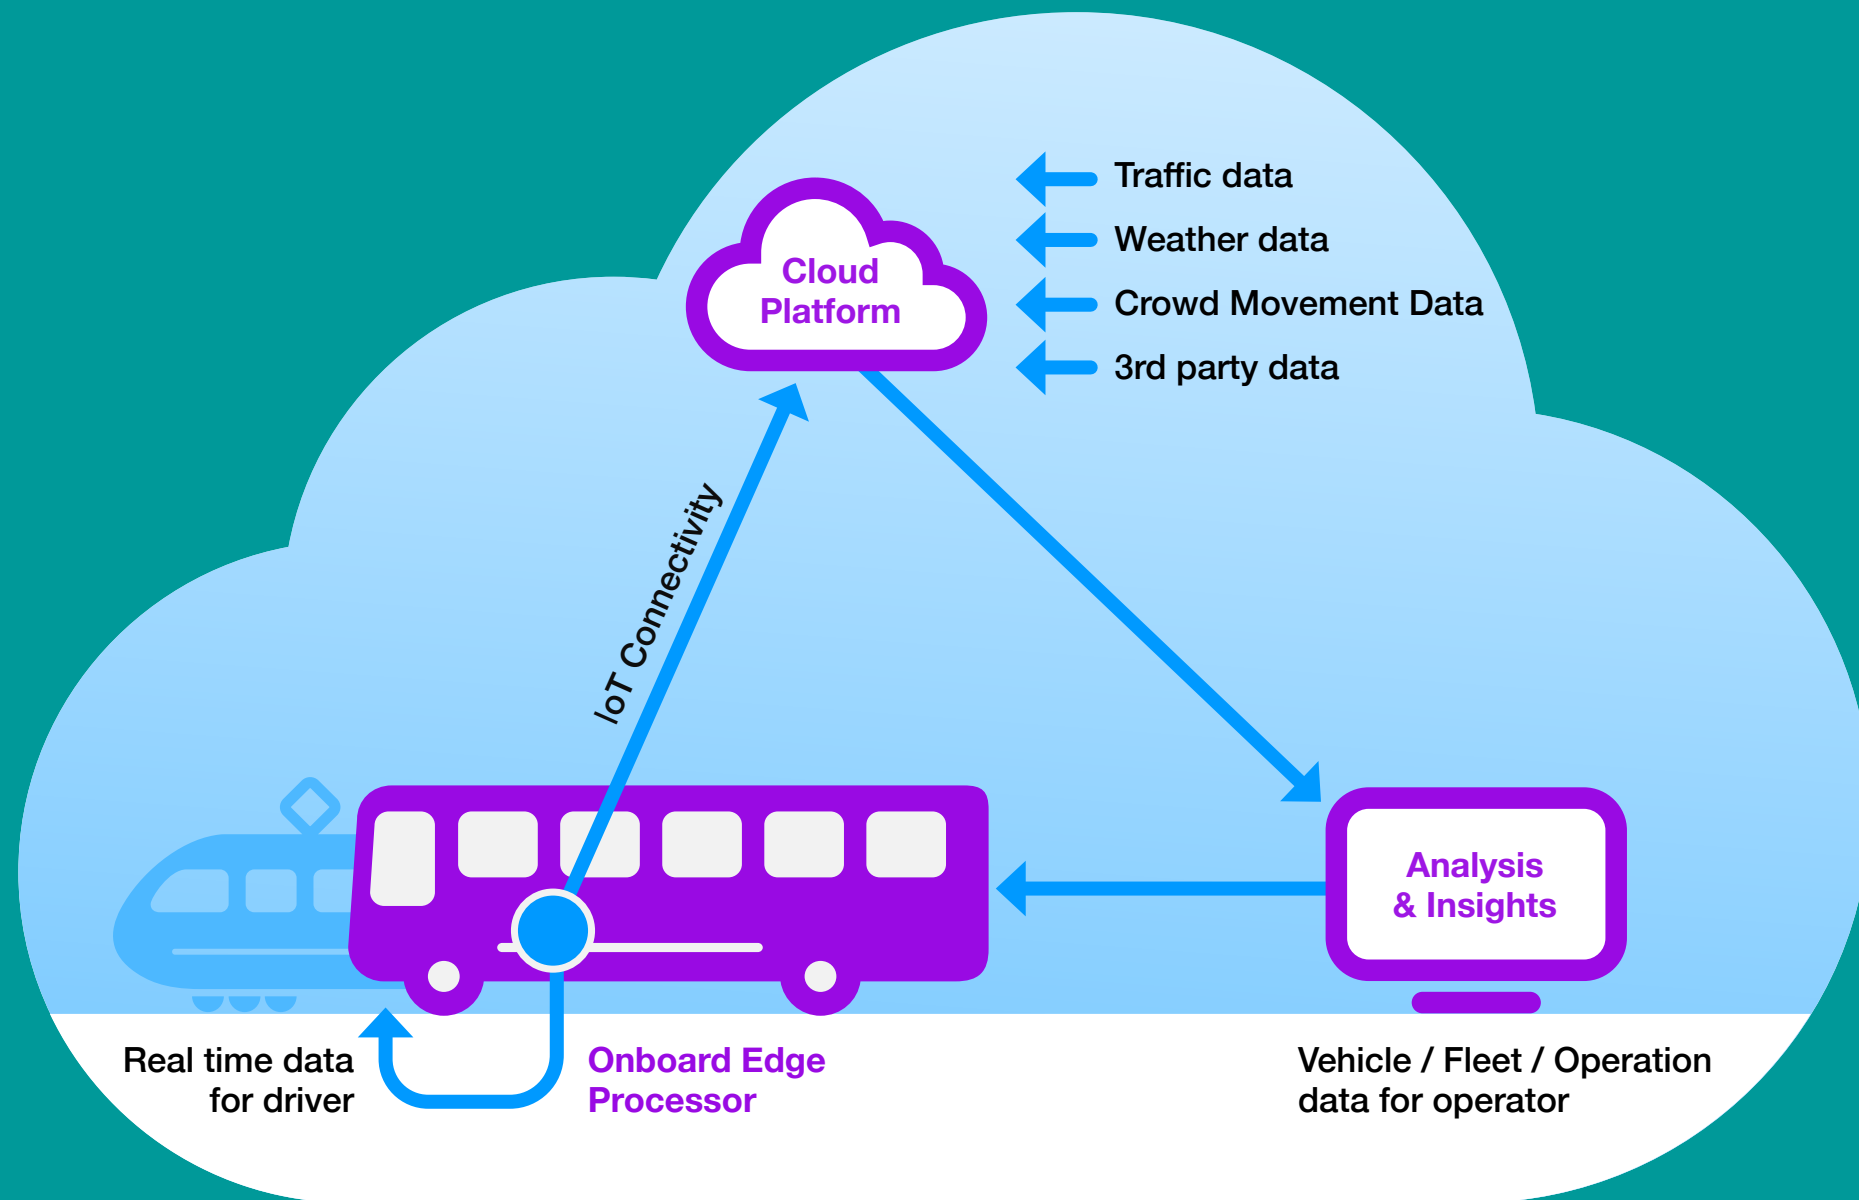 Traffic data
Weather data
Crowd Movement Data
3rd party data
Cloud
Platform
IoT Connectivity
Analysis
& Insights
Real time data
for driver
Onboard Edge
Processor
Vehicle / Fleet / Operation
data for operator